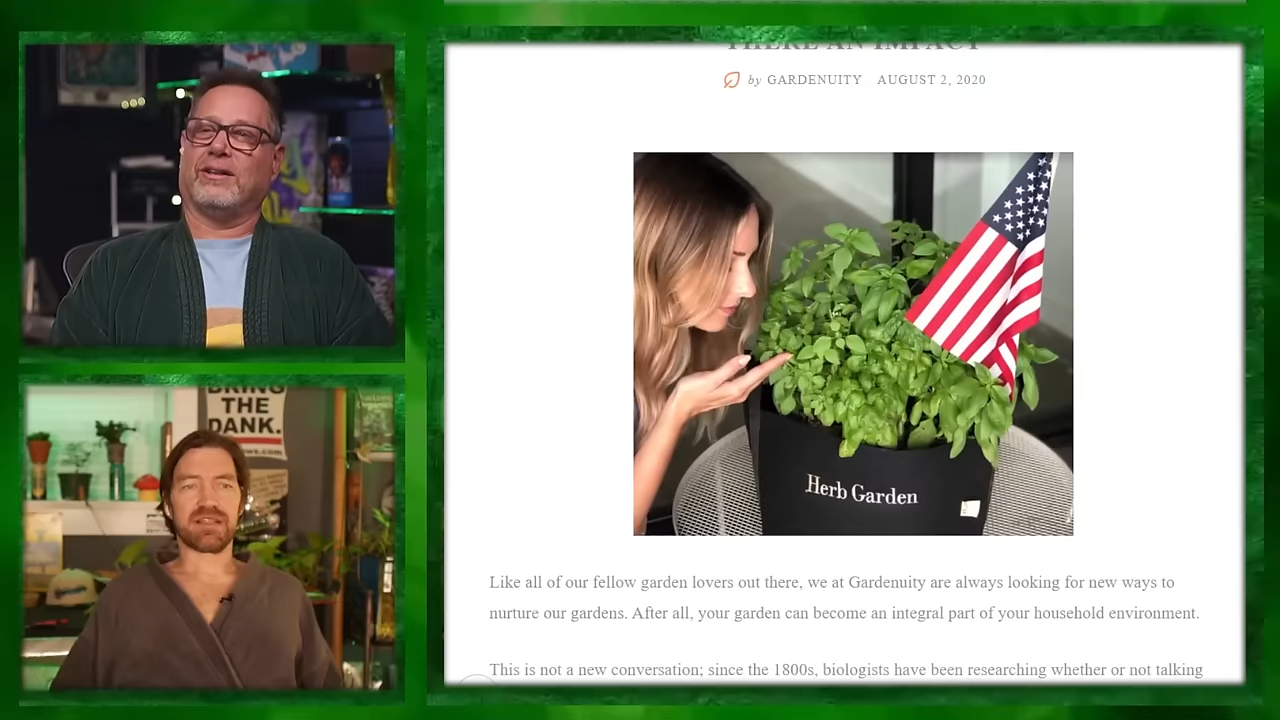 THERE AN IMPACT
by GARDENUITY AUGUST 2, 2020
Herb Garden
Like all of our fellow garden lovers out there, we at Gardenuity are always looking for new ways to
nurture our gardens. After all, your garden can become an integral part of your household environment.
This is not a new conversation; since the 1800s, biologists have been researching whether or not talking
BRING
THE
DANK.